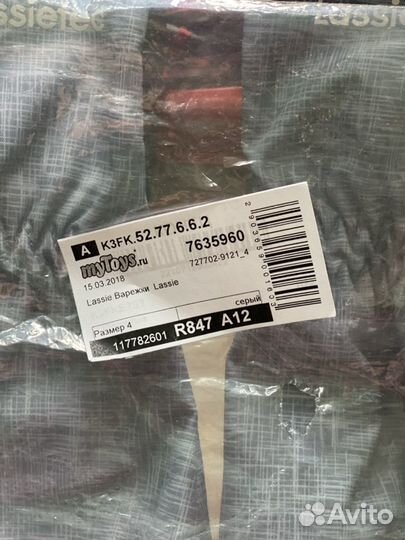 Lassietec
A K3FK.52.77.6.6.2
myToys.ru
7635960
15.03.2018
727702-9121_4
Lassie Варежки Lassie
Размер 4
серый
117782601 R847 A12
Avito